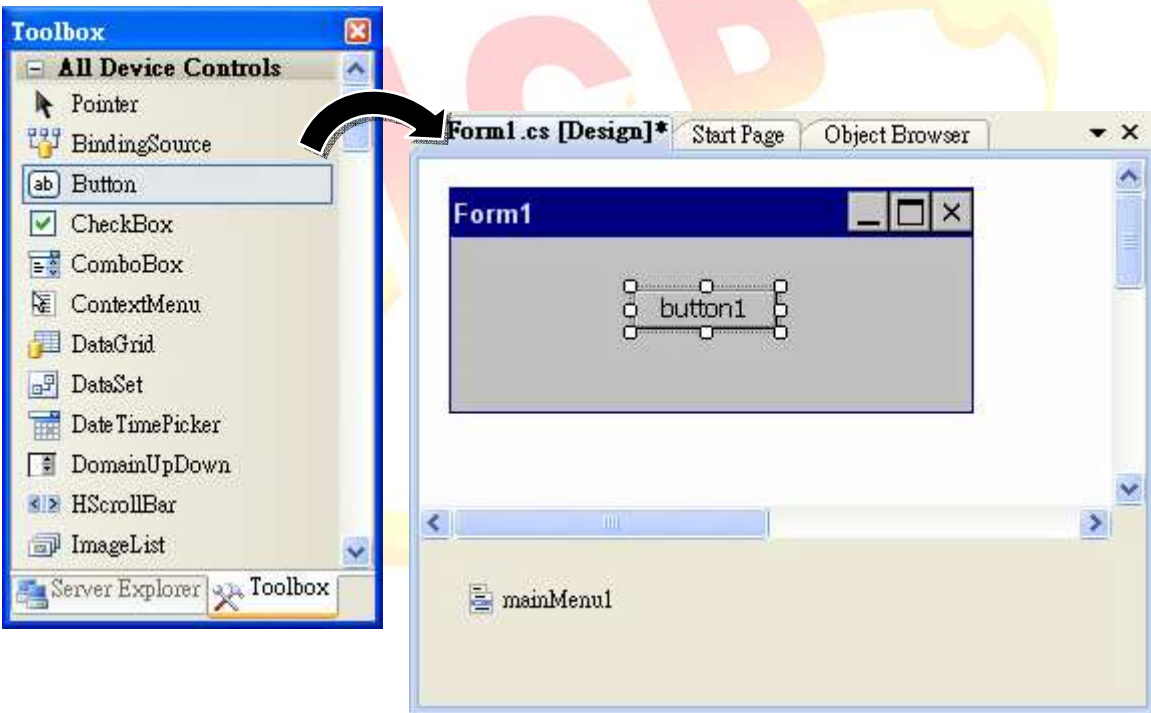 Toolbox
All Device Controls
Pointer
BindingSource
ab Button
CheckBox
ComboBox
ContextMenu
DataGrid
DataSet
DateTimePicker
DomainUpDown
HScrollBar
ImageList
Server Explorer Toolbox
Form1.cs [Design]* Start Page Object Browser
Form1
button1
mainMenu1